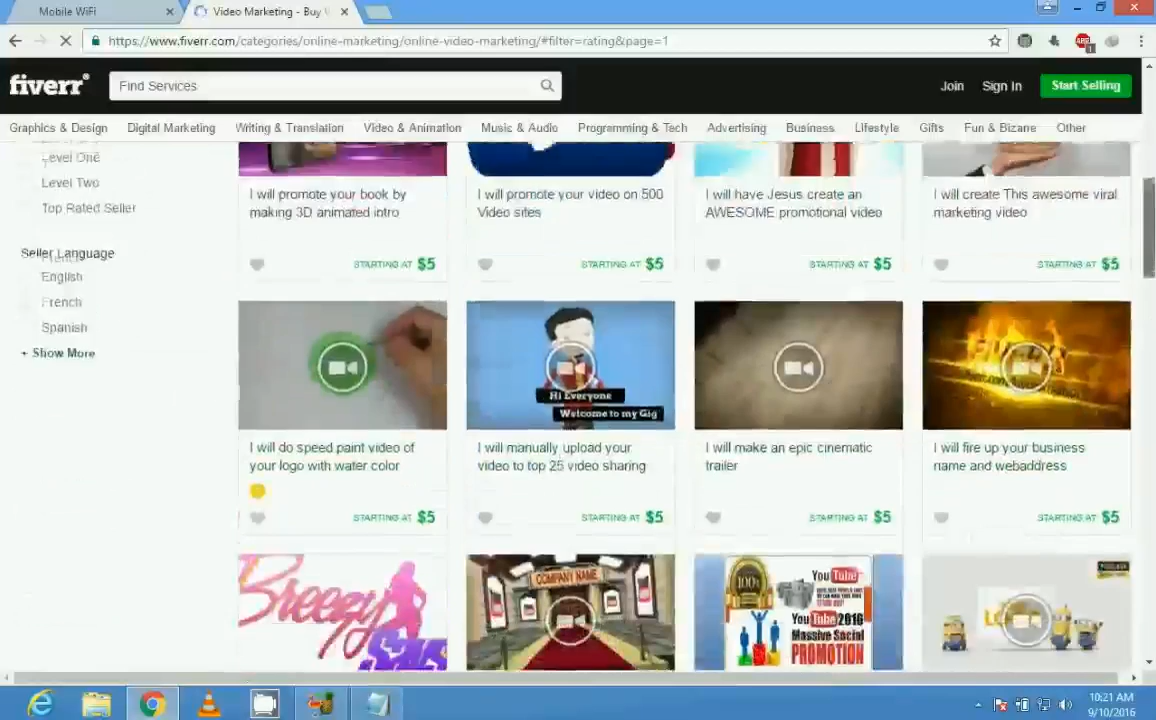 Mobile WiFi
Video Marketing - Buy
https://www.fiverr.com/categories/online-marketing/online-video-marketing/#filter=rating&page=1
fiverr®
Find Services
Join
Sign In
Start Selling
Graphics & Design
Digital Marketing
Writing & Translation
Video & Animation
Music & Audio
Programming & Tech
Advertising
Business
Lifestyle
Gifts
Fun & Bizarre
Other
Level One
Level Two
Top Rated Seller
Seller Language
English
French
Spanish
+ Show More
I will promote your book by
making 3D animated intro
STARTING AT $5
I will promote your video on 500
Video sites
STARTING AT $5
I will have Jesus create an
AWESOME promotional video
STARTING AT $5
I will create This awesome viral
marketing video
STARTING AT $5
Hi Everyone
Welcome to my Gig
I will do speed paint video of
your logo with water color
STARTING AT $5
I will manually upload your
video to top 25 video sharing
STARTING AT $5
I will make an epic cinematic
trailer
STARTING AT $5
I will fire up your business
name and webaddress
STARTING AT $5
Breezy
COMPANY NAME
100%
YouTube
YouTube 2016
MASSIVE SOCIAL
PROMOTION
10:21 AM
9/10/2016